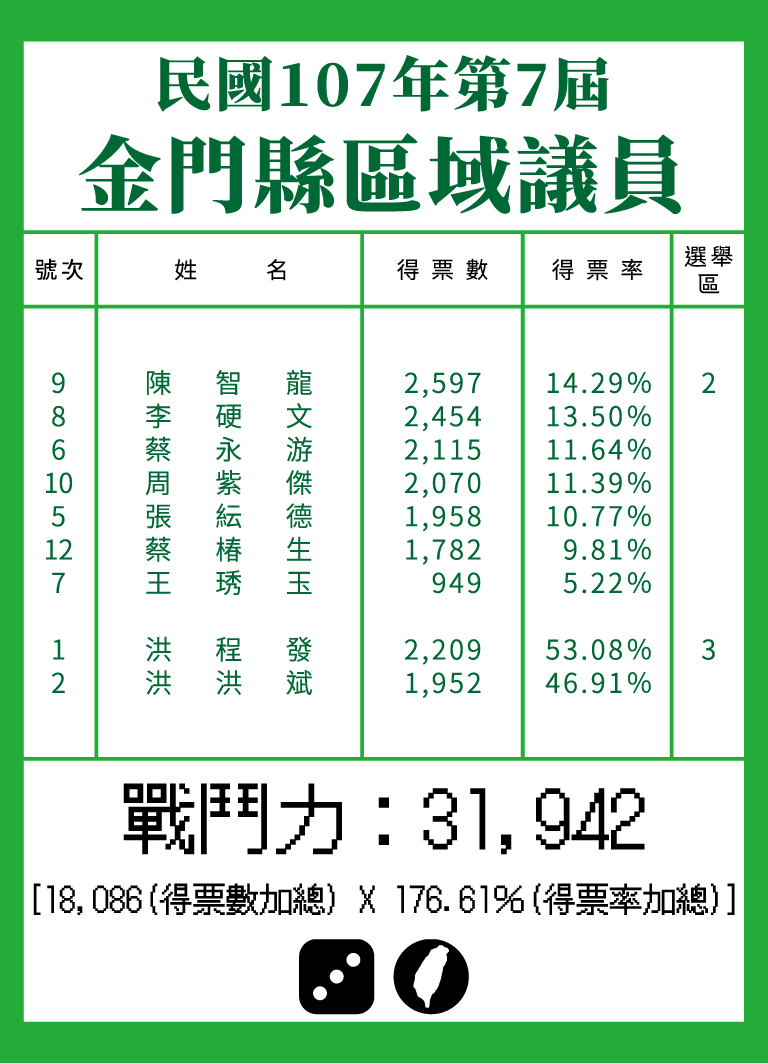 民國107年第7屆
金門縣區域議員
號次 姓名 得票數 得票率 選舉區
9 陳智龍 2,597 14.29% 2
8 李硬文 2,454 13.50%
6 蔡永游 2,115 11.64%
10 周紫傑 2,070 11.39%
5 張紜德 1,958 10.77%
12 蔡椿生 1,782 9.81%
7 王琇玉 949 5.22%
1 洪程發 2,209 53.08% 3
2 洪洪斌 1,952 46.91%
戰鬥力：31,942
[18,086(得票數加總) X 176.61%(得票率加總)]